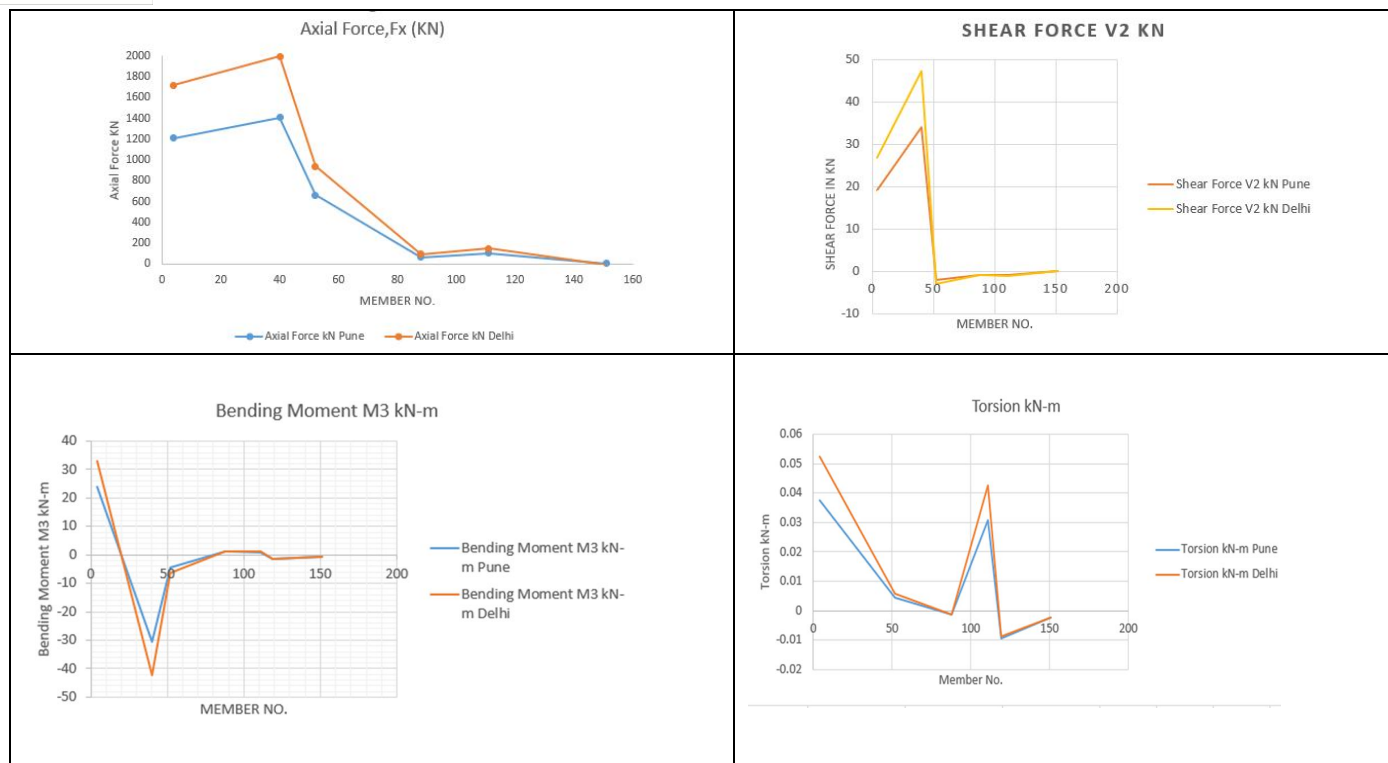 Axial Force,Fx (KN)
2000
1800
1600
1400
1200
1000
800
600
400
200
0
0 20 40 60 80 100 120 140 160
Axial Force KN
MEMBER NO.
Axial Force kN Pune Axial Force kN Delhi
SHEAR FORCE V2 KN
50
40
30
20
10
0
-10
0 50 100 150 200
SHEAR FORCE IN KN
MEMBER NO.
Shear Force V2 kN Pune
Shear Force V2 kN Delhi
Bending Moment M3 kN-m
40
30
20
10
0
-10
-20
-30
-40
-50
0 50 100 150 200
Bending Moment M3 kN-m
MEMBER NO.
Bending Moment M3 kN-
m Pune
Bending Moment M3 kN-
m Delhi
Torsion kN-m
0.06
0.05
0.04
0.03
0.02
0.01
0
-0.01
-0.02
0 50 100 150 200
Torsion kN-m
Member No.
Torsion kN-m Pune
Torsion kN-m Delhi